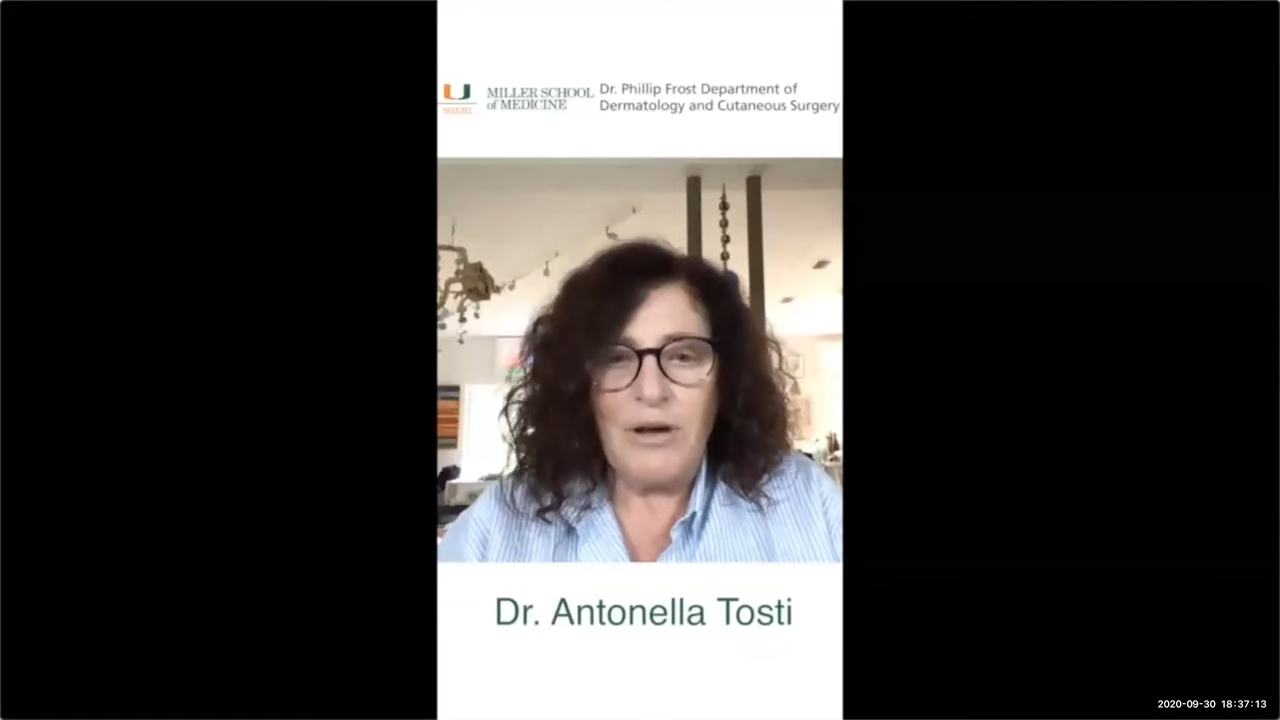 MILLER SCHOOL
of MEDICINE
Dr. Phillip Frost Department of
Dermatology and Cutaneous Surgery
Dr. Antonella Tosti
2020-09-30 18:37:13